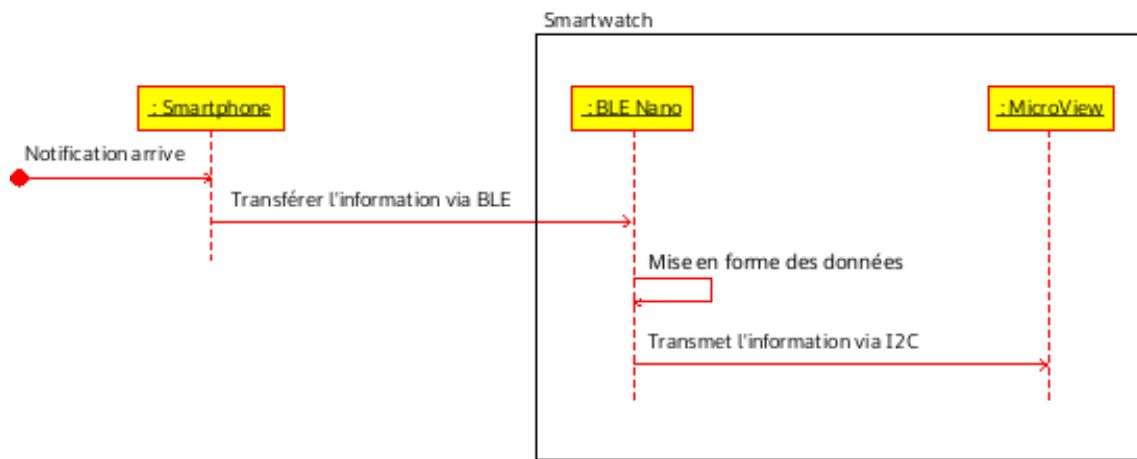 Smartwatch
: Smartphone
: BLE Nano
: MicroView
Notification arrive
Transférer l'information via BLE
Mise en forme des données
Transmet l'information via I2C